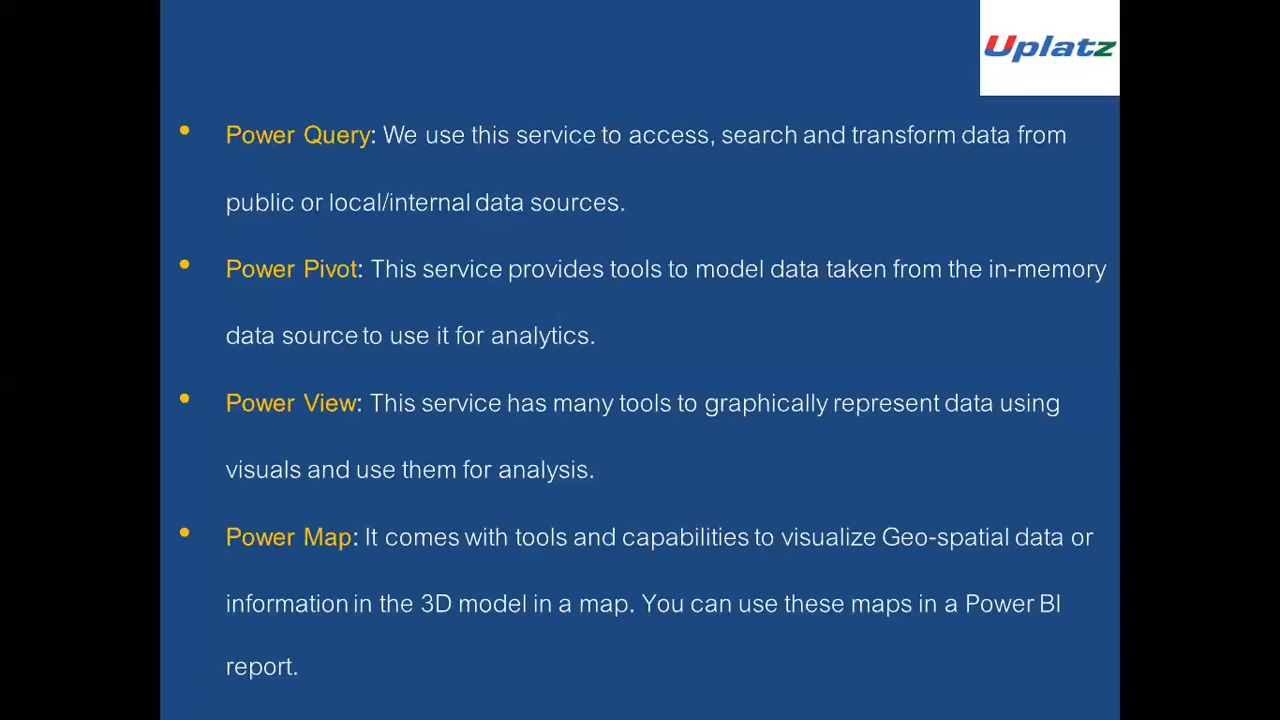 Uplatz
• Power Query: We use this service to access, search and transform data from
public or local/internal data sources.
• Power Pivot: This service provides tools to model data taken from the in-memory
data source to use it for analytics.
• Power View: This service has many tools to graphically represent data using
visuals and use them for analysis.
• Power Map: It comes with tools and capabilities to visualize Geo-spatial data or
information in the 3D model in a map. You can use these maps in a Power BI
report.